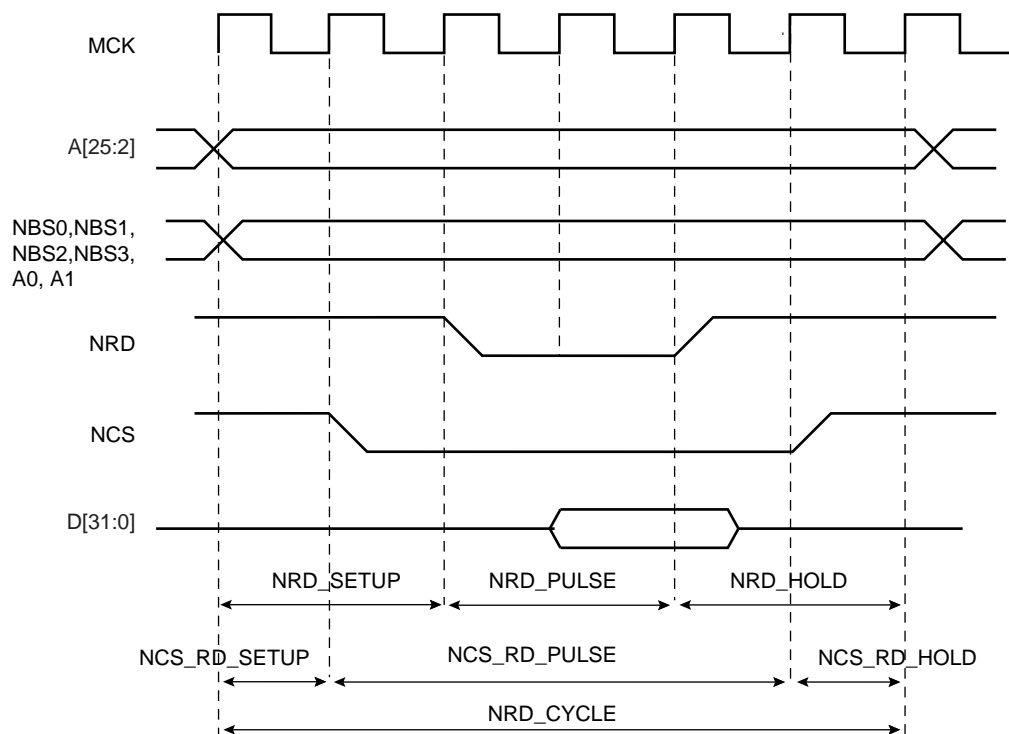 MCK
A[25:2]
NBS0,NBS1,
NBS2,NBS3,
A0, A1
NRD
NCS
D[31:0]
NRD_SETUP NRD_PULSE NRD_HOLD
NCS_RD_SETUP NCS_RD_PULSE NCS_RD_HOLD
NRD_CYCLE